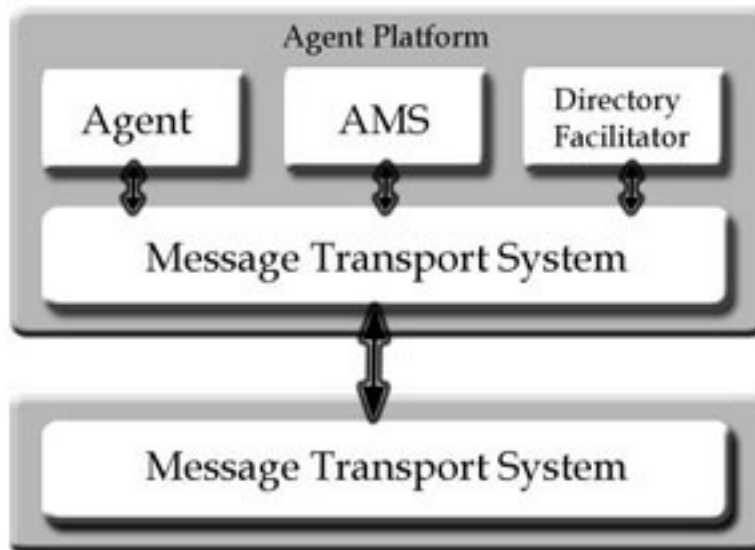 Agent Platform
Agent
AMS
Directory
Facilitator
Message Transport System
Message Transport System